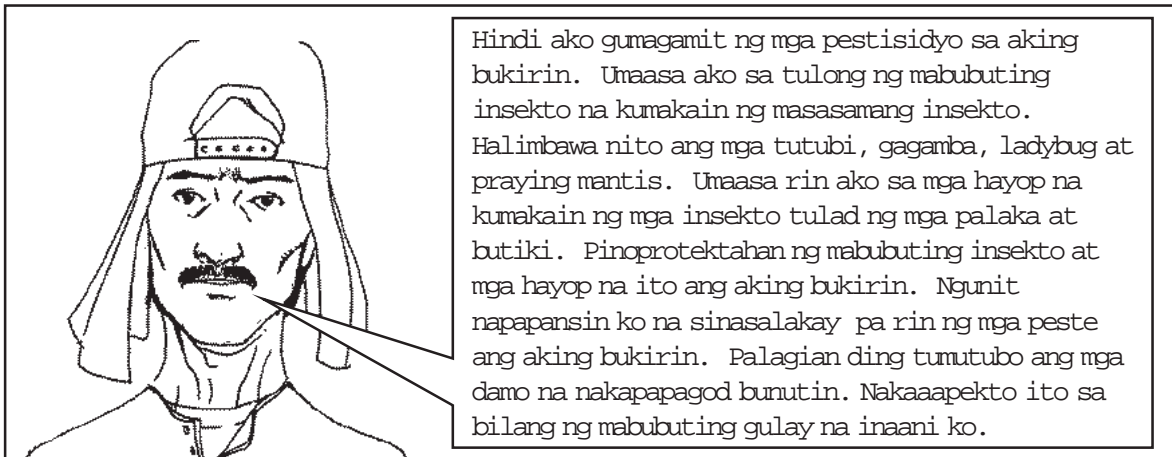 Hindi ako gumagamit ng mga pestisidyo sa aking
bukirin. Umaasa ako sa tulong ng mabubuting
insekto na kumakain ng masasamang insekto.
Halimbawa nito ang mga tutubi, gagamba, ladybug at
praying mantis. Umaasa rin ako sa mga hayop na
kumakain ng mga insekto tulad ng mga palaka at
butiki. Pinoprotektahan ng mabubuting insekto at
mga hayop na ito ang aking bukirin. Ngunit
napapansin ko na sinasalakay pa rin ng mga peste
ang aking bukirin. Palagian ding tumutubo ang mga
damo na nakapapagod bunutin. Nakaaapekto ito sa
bilang ng mabubuting gulay na inaani ko.